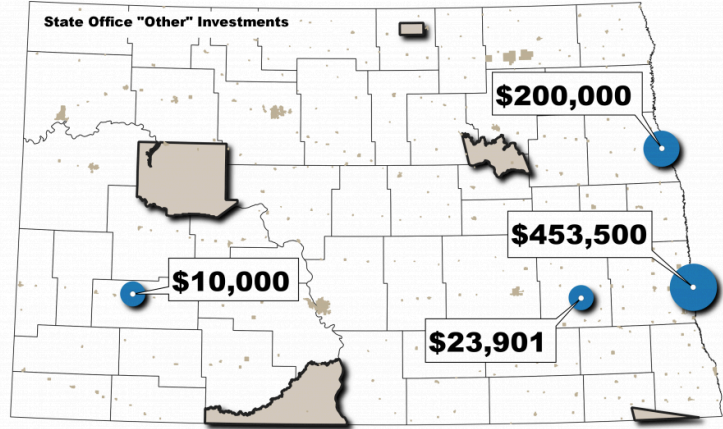 State Office "Other" Investments
$200,000
$453,500
$10,000
$23,901